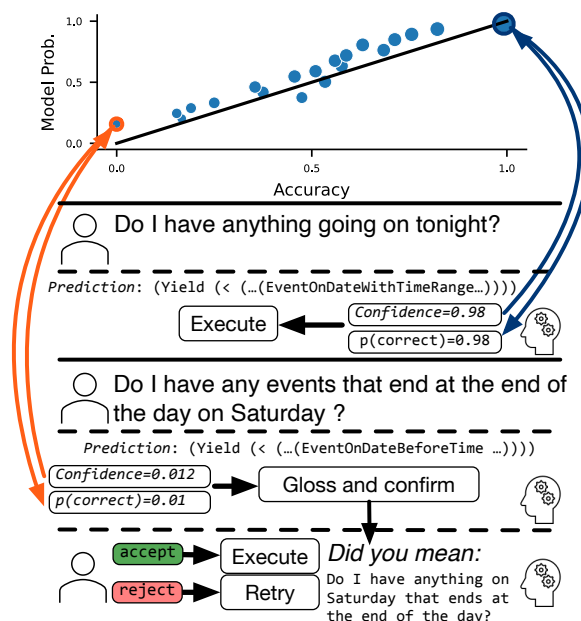 1.0
0.5
0.0
Model Prob.
0.0
0.5
1.0
Accuracy
Do I have anything going on tonight?
Prediction: (Yield (< (…(EventOnDateWithTimeRange…))))
Execute
Confidence=0.98
p(correct)=0.98
Do I have any events that end at the end of
the day on Saturday ?
Prediction: (Yield (< (…(EventOnDateBeforeTime …))))
Confidence=0.012
p(correct)=0.01
Gloss and confirm
accept
Execute
reject
Retry
Did you mean:
Do I have anything on
Saturday that ends at
the end of the day?